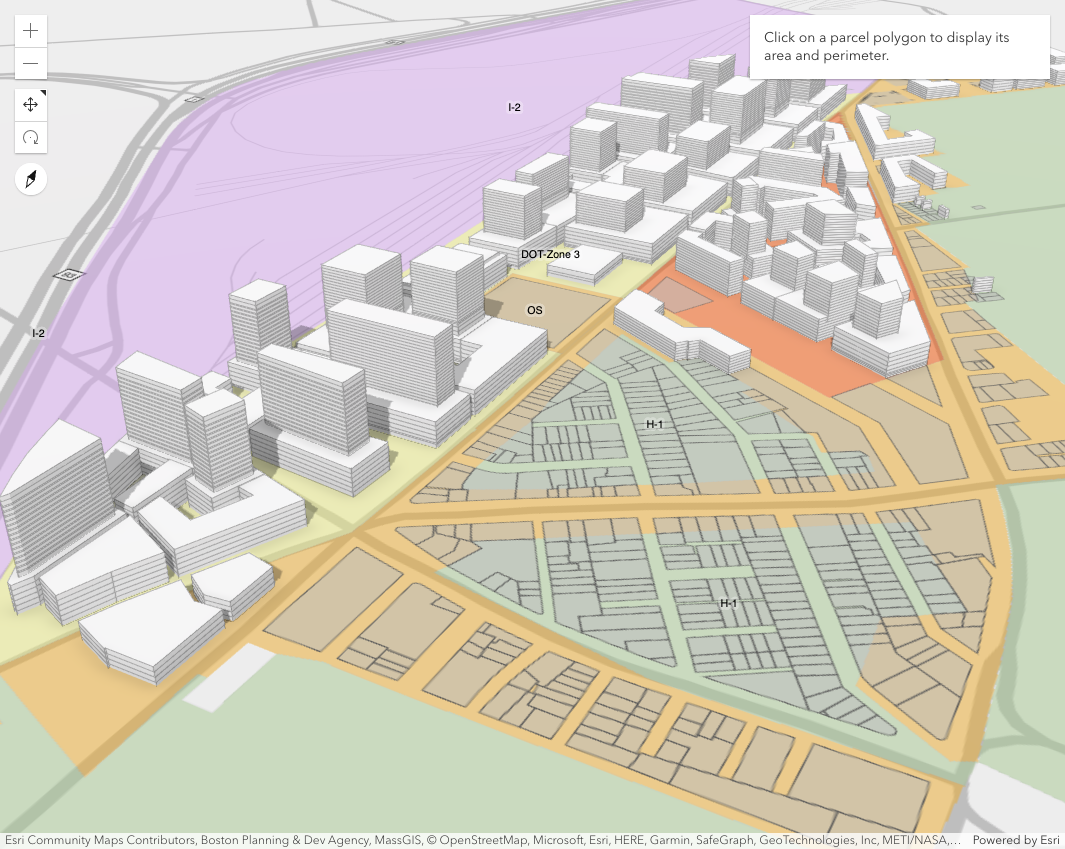 Click on a parcel polygon to display its
area and perimeter.
I-2
DOT-Zone 3
OS
I-2
H-1
H-1
Esri Community Maps Contributors, Boston Planning & Dev Agency, MassGIS, © OpenStreetMap, Microsoft, Esri, HERE, Garmin, SafeGraph, GeoTechnologies, Inc, METI/NASA,... Powered by Esri